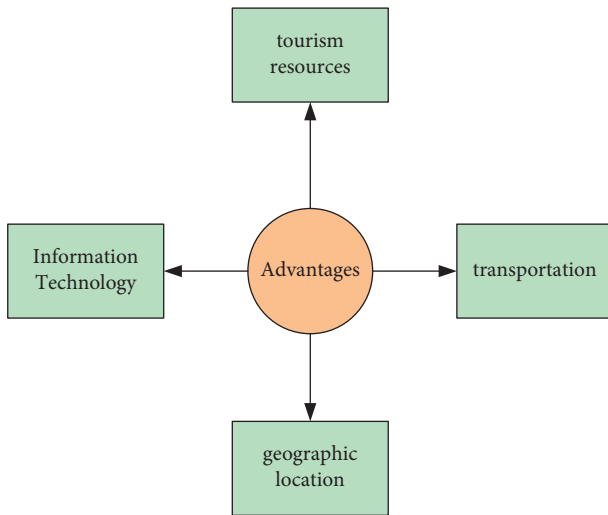 tourism
resources
Information
Technology
Advantages
transportation
geographic
location